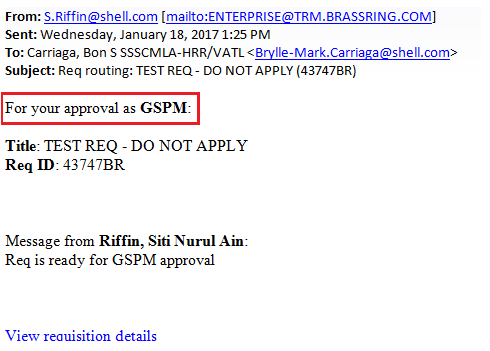 From: S.Riffin@shell.com [mailto:ENTERPRISE@TRM.BRASSRING.COM]
Sent: Wednesday, January 18, 2017 1:25 PM
To: Carriaga, Bon S SSSCMLA-HRR/VATL <Brylle-Mark.Carriaga@shell.com>
Subject: Req routing: TEST REQ - DO NOT APPLY (43747BR)
For your approval as GSPM:
Title: TEST REQ - DO NOT APPLY
Req ID: 43747BR
Message from Riffin, Siti Nurul Ain:
Req is ready for GSPM approval
View requisition details